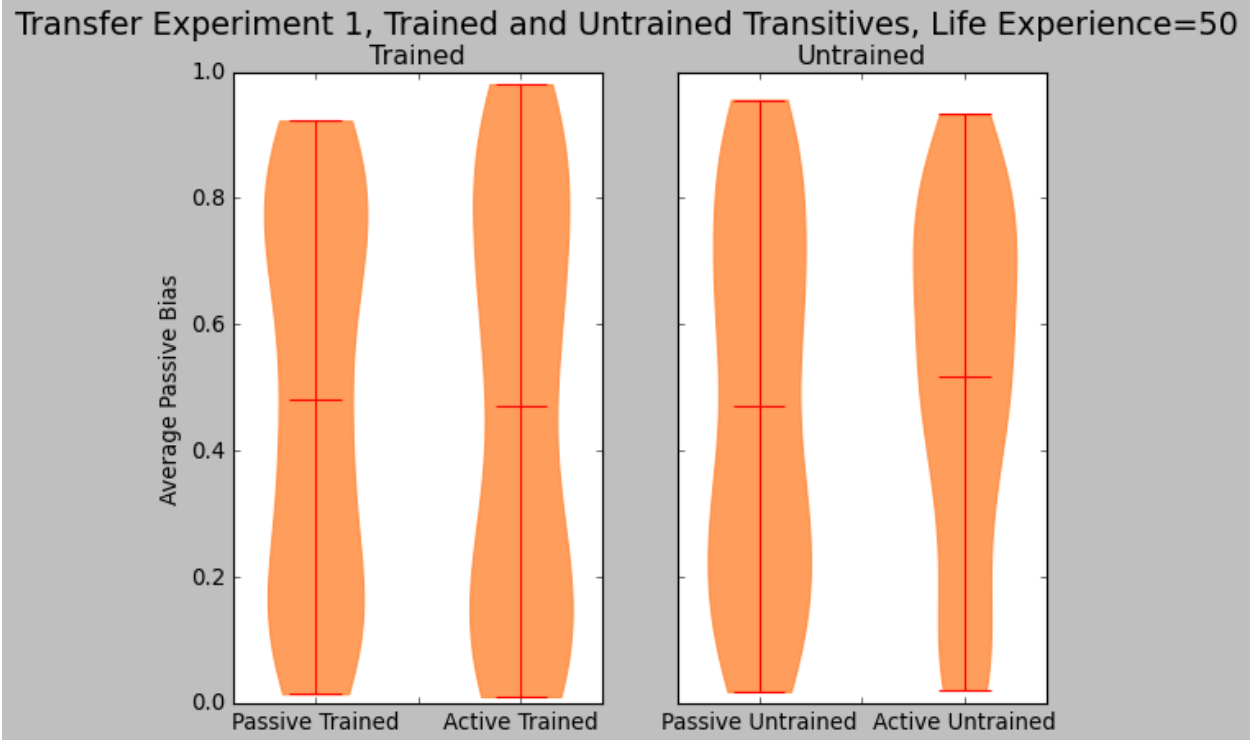 Transfer Experiment 1, Trained and Untrained Transitives, Life Experience=50
Trained
Untrained
Average Passive Bias
1.0
0.8
0.6
0.4
0.2
0.0
Passive Trained
Active Trained
Passive Untrained
Active Untrained